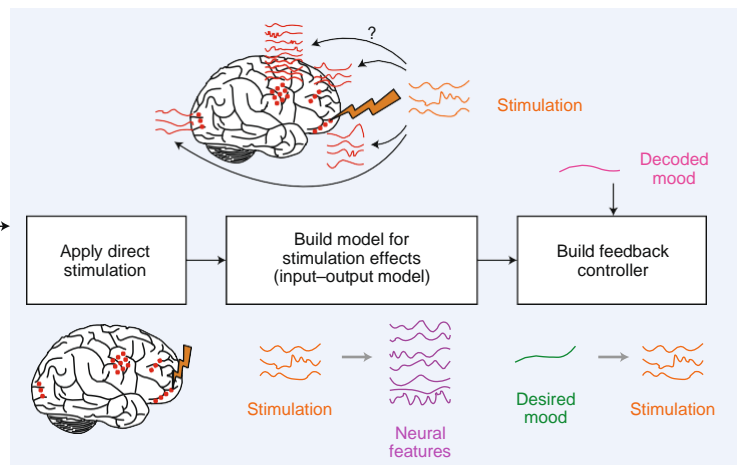 ?
Stimulation
Decoded
mood
Apply direct
stimulation
Build model for
stimulation effects
(input–output model)
Build feedback
controller
Stimulation
Neural
features
Desired
mood
Stimulation